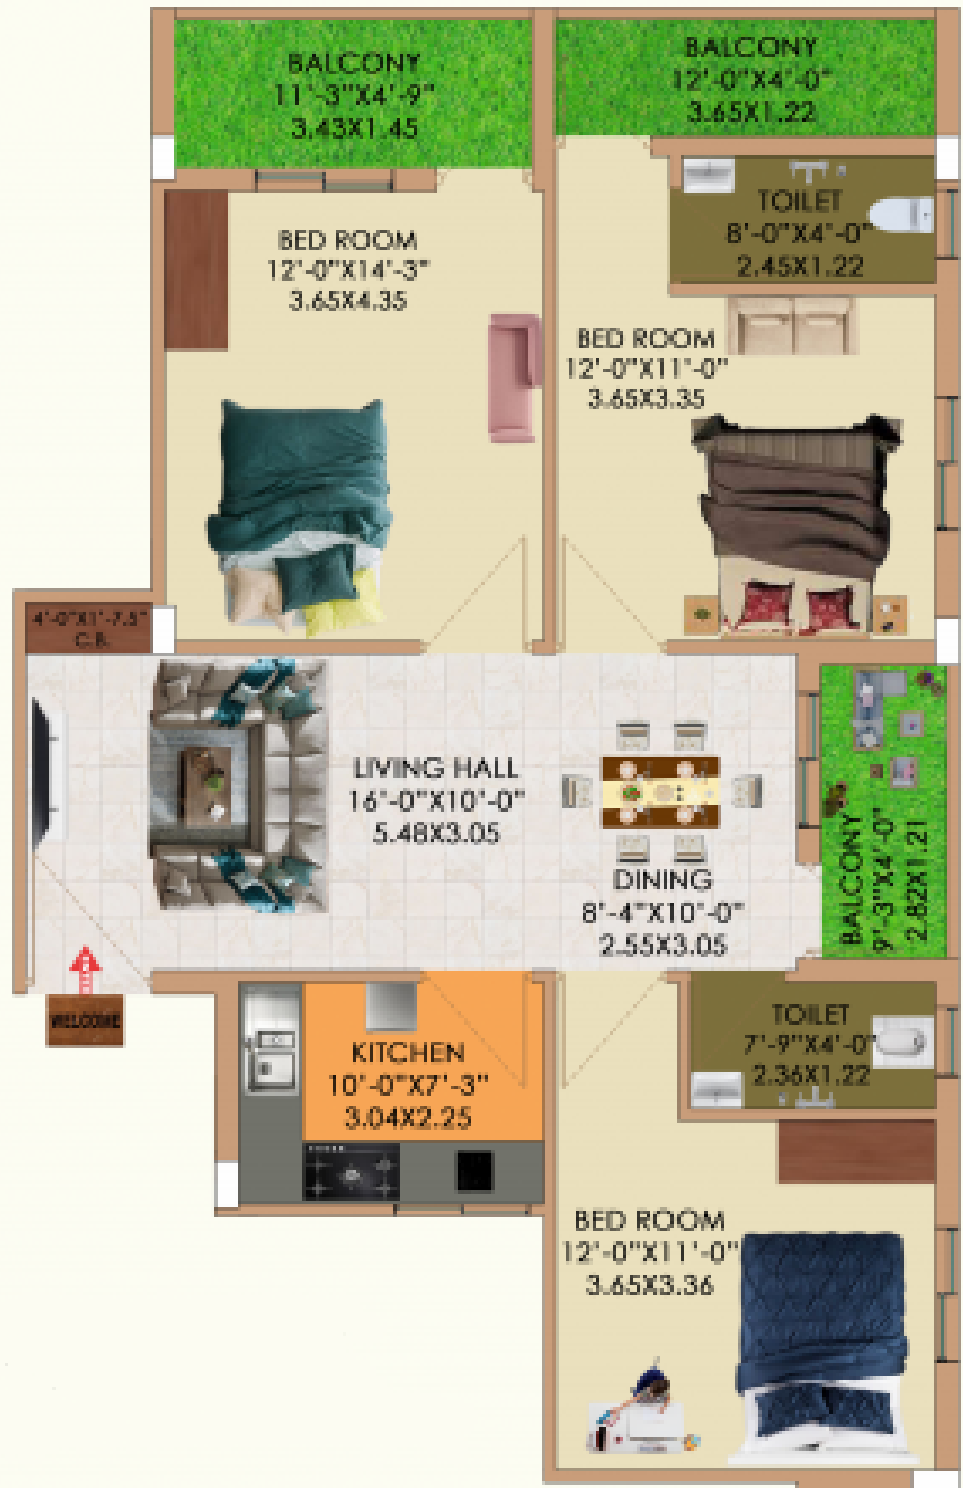 BALCONY
11'-3"X4'-9"
3.43X1.45
BALCONY
12'-0"X4'-0"
3.65X1.22
TOILET
8'-0"X4'-0"
2.45X1.22
BED ROOM
12'-0"X14'-3"
3.65X4.35
BED ROOM
12'-0"X11'-0"
3.65X3.35
4'-0"X1'-7.5"
C.B.
LIVING HALL
16'-0"X10'-0"
5.48X3.05
DINING
8'-4"X10'-0"
2.55X3.05
BALCONY
9'-3"X4'-0"
2.82X1.21
WELCOME
KITCHEN
10'-0"X7'-3"
3.04X2.25
TOILET
7'-9"X4'-0"
2.36X1.22
BED ROOM
12'-0"X11'-0"
3.65X3.36